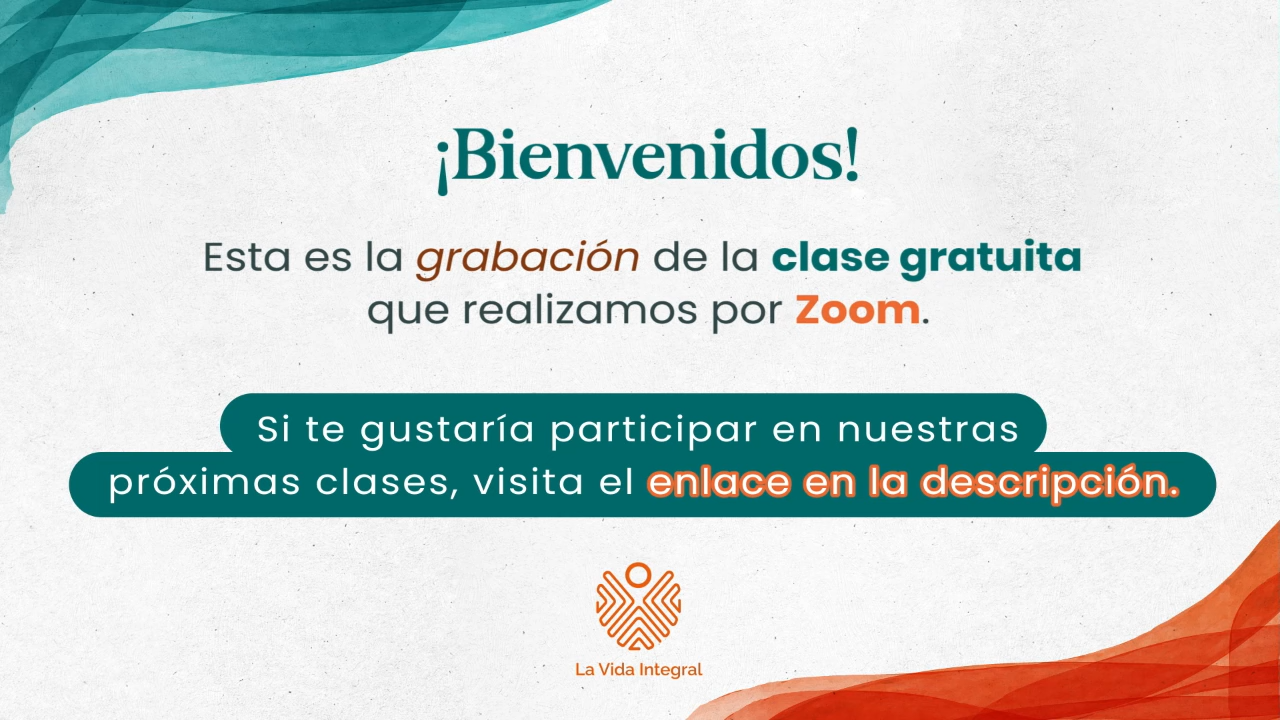 ¡Bienvenidos!
Esta es la grabación de la clase gratuita
que realizamos por Zoom.
Si te gustaría participar en nuestras
próximas clases, visita el enlace en la descripción.
La Vida Integral